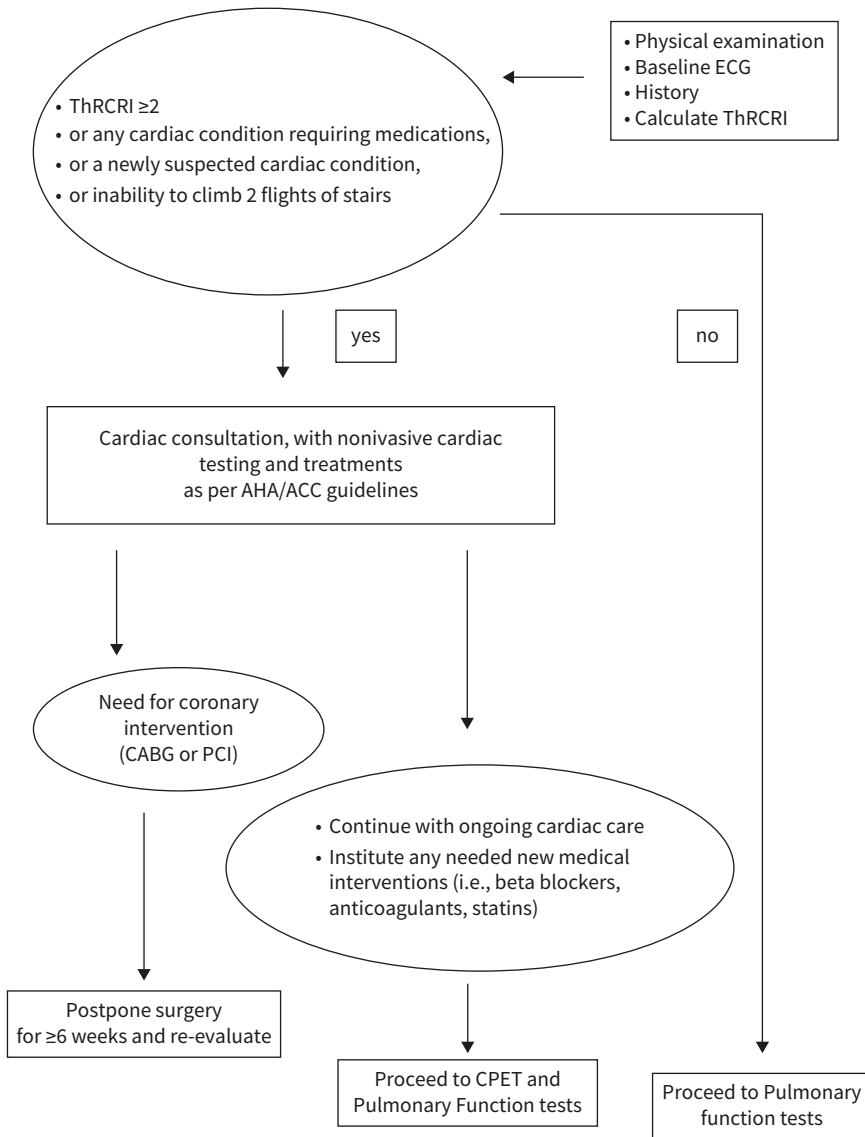 • Physical examination
• Baseline ECG
• History
• Calculate ThRCRI
• ThRCRI ≥2
• or any cardiac condition requiring medications,
• or a newly suspected cardiac condition,
• or inability to climb 2 flights of stairs
yes
no
Cardiac consultation, with nonivasive cardiac
testing and treatments
as per AHA/ACC guidelines
Need for coronary
intervention
(CABG or PCI)
• Continue with ongoing cardiac care
• Institute any needed new medical
interventions (i.e., beta blockers,
anticoagulants, statins)
Postpone surgery
for ≥6 weeks and re-evaluate
Proceed to CPET and
Pulmonary Function tests
Proceed to Pulmonary
function tests